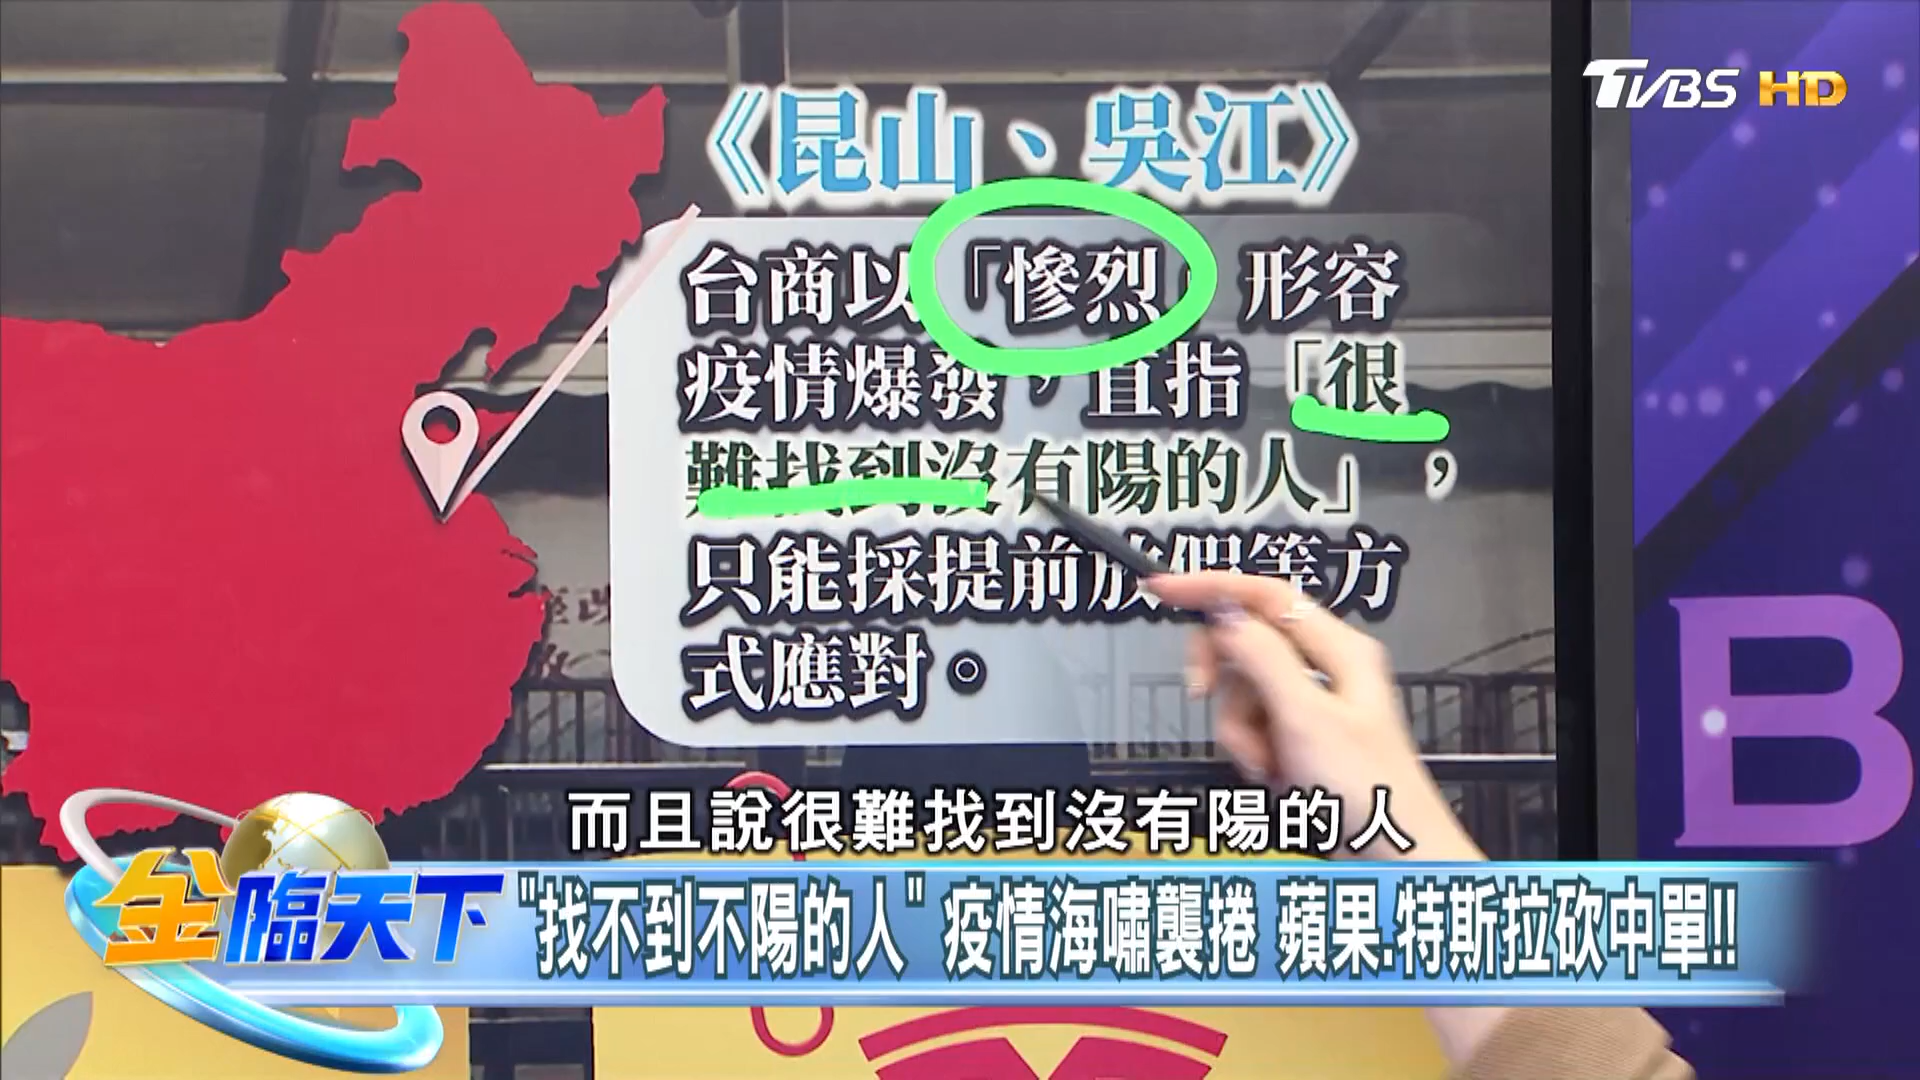 TVBS HD
《昆山、吳江》
台商以「慘烈」形容
疫情爆發，直指「很
難找到沒有陽的人」，
只能採提前放假等方
式應對。
B
而且說很難找到沒有陽的人
金臨天下
"找不到不陽的人" 疫情海嘯襲捲 蘋果.特斯拉砍中單!!